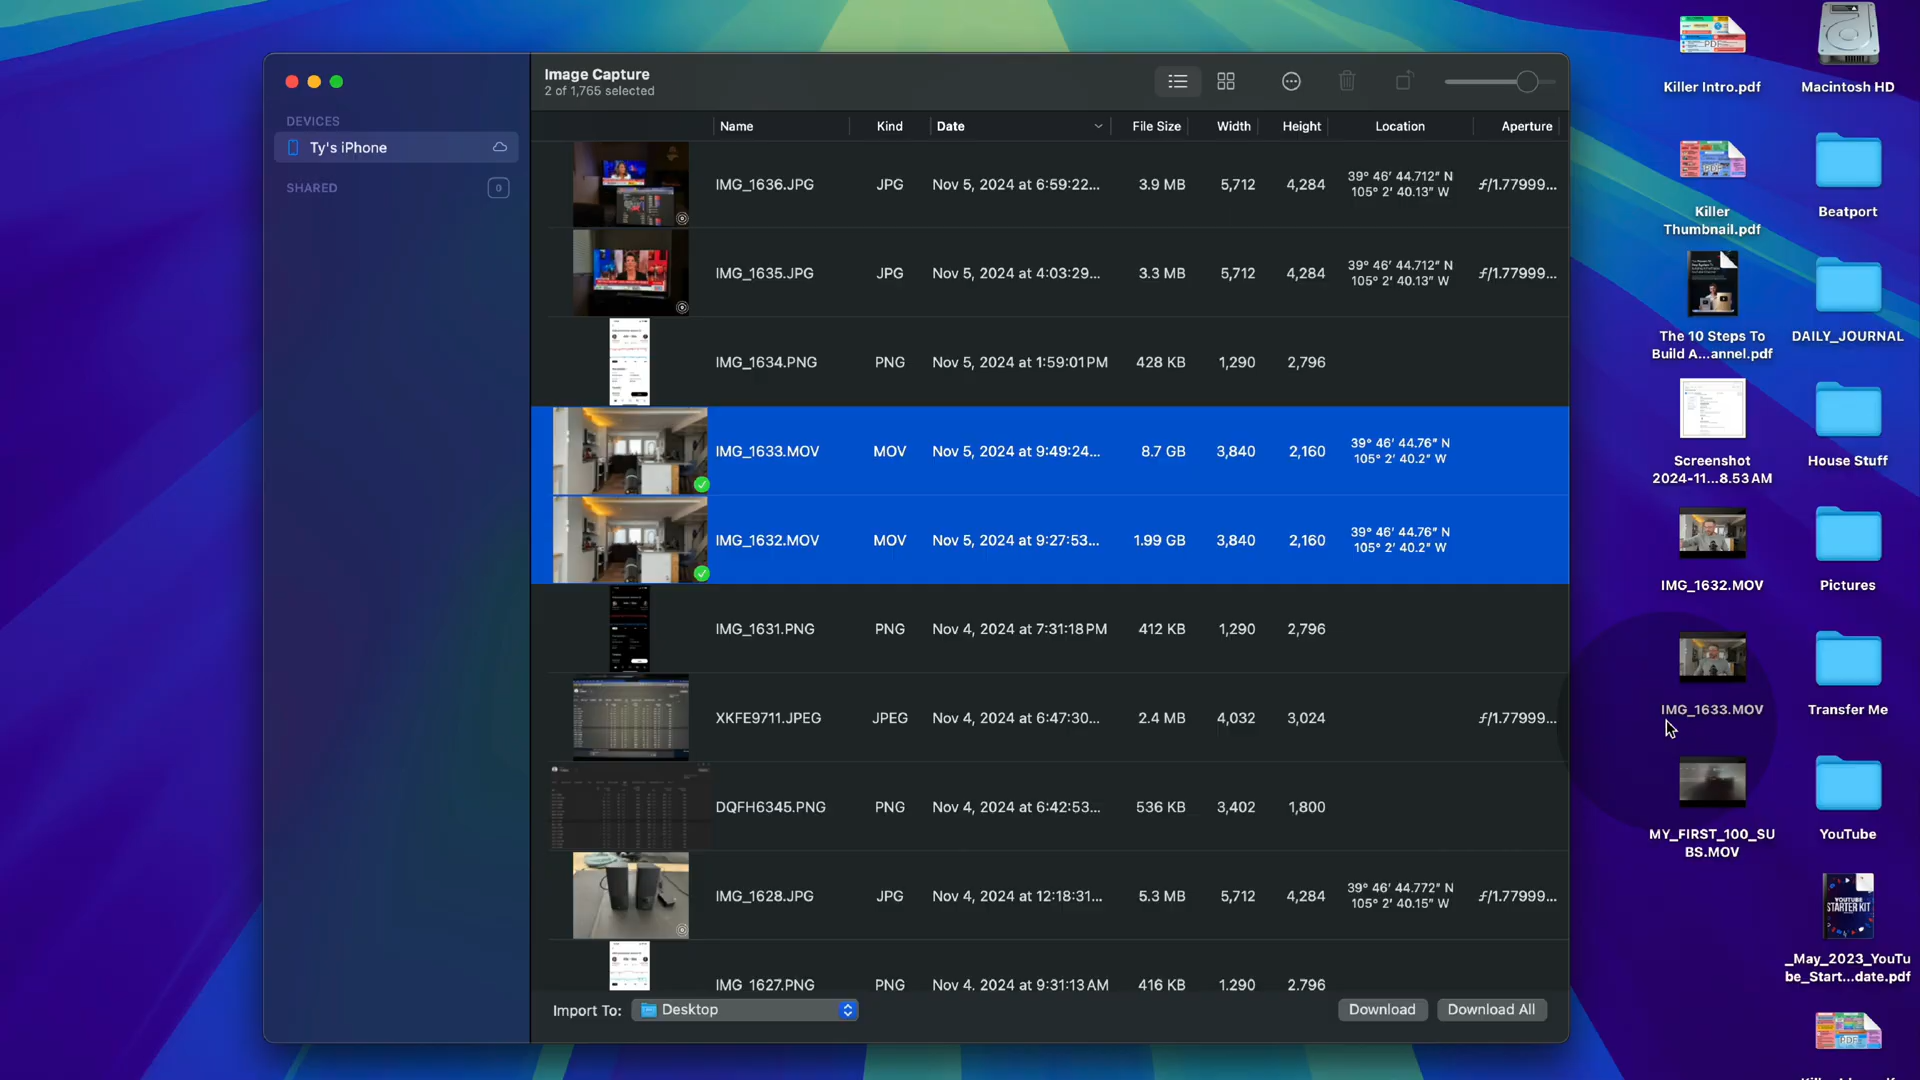 Image Capture
2 of 1,765 selected
DEVICES
Ty's iPhone
SHARED
0
Name Kind Date File Size Width Height Location Aperture
IMG_1636.JPG JPG Nov 5, 2024 at 6:59:22... 3.9 MB 5,712 4,284 39° 46' 44.712" N ƒ/1.77999...
105° 2' 40.13" W
IMG_1635.JPG JPG Nov 5, 2024 at 4:03:29... 3.3 MB 5,712 4,284 39° 46' 44.712" N ƒ/1.77999...
105° 2' 40.13" W
IMG_1634.PNG PNG Nov 5, 2024 at 1:59:01 PM 428 KB 1,290 2,796
IMG_1633.MOV MOV Nov 5, 2024 at 9:49:24... 8.7 GB 3,840 2,160 39° 46' 44.76" N
105° 2' 40.2" W
IMG_1632.MOV MOV Nov 5, 2024 at 9:27:53... 1.99 GB 3,840 2,160 39° 46' 44.76" N
105° 2' 40.2" W
IMG_1631.PNG PNG Nov 4, 2024 at 7:31:18 PM 412 KB 1,290 2,796
XKFE9711.JPEG JPEG Nov 4, 2024 at 6:47:30... 2.4 MB 4,032 3,024 ƒ/1.77999...
DQFH6345.PNG PNG Nov 4, 2024 at 6:42:53... 536 KB 3,402 1,800
IMG_1628.JPG JPG Nov 4, 2024 at 12:18:31... 5.3 MB 5,712 4,284 39° 46' 44.772" N ƒ/1.77999...
105° 2' 40.15" W
IMG_1627.PNG PNG Nov 4, 2024 at 9:31:13 AM 416 KB 1,290 2,796
Import To: Desktop
Download Download All
PDF
Killer Intro.pdf
Macintosh HD
PDF
Killer
Thumbnail.pdf
Beatport
The 10 Steps To
Build A...annel.pdf
DAILY_JOURNAL
Screenshot
2024-11...8.53 AM
House Stuff
IMG_1632.MOV
Pictures
IMG_1633.MOV
Transfer Me
MY_FIRST_100_SU
BS.MOV
YouTube
YOUTUBE
STARTER KIT
_May_2023_YouTu
be_Start...date.pdf
PDF